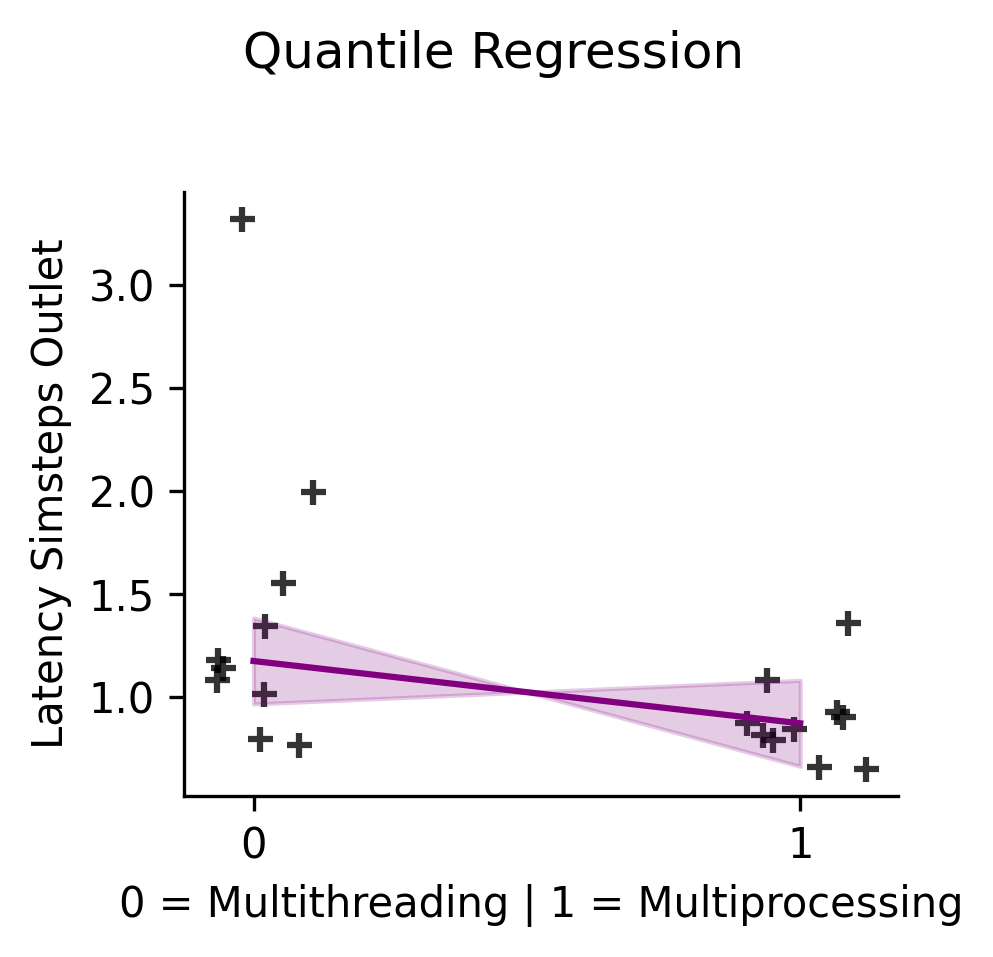 Quantile Regression
Latency Simsteps Outlet
3.0
2.5
2.0
1.5
1.0
0 1
0 = Multithreading | 1 = Multiprocessing